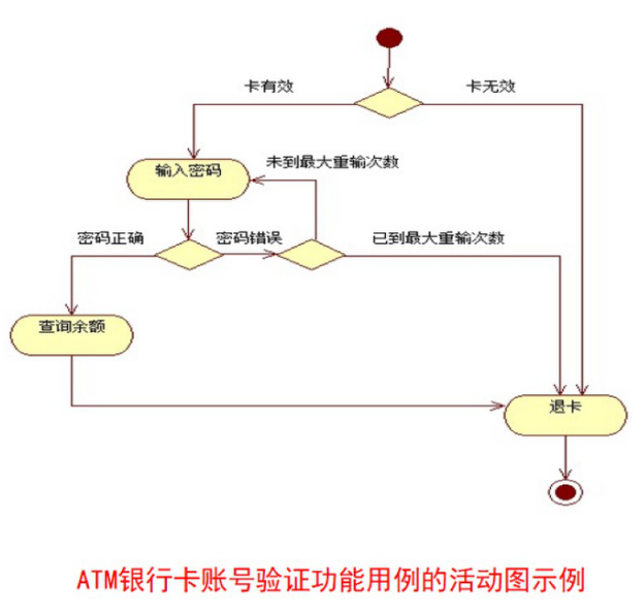 卡有效
卡无效
输入密码
未到最大重输次数
密码正确
密码错误
已到最大重输次数
查询余额
退卡
ATM银行卡账号验证功能用例的活动图示例